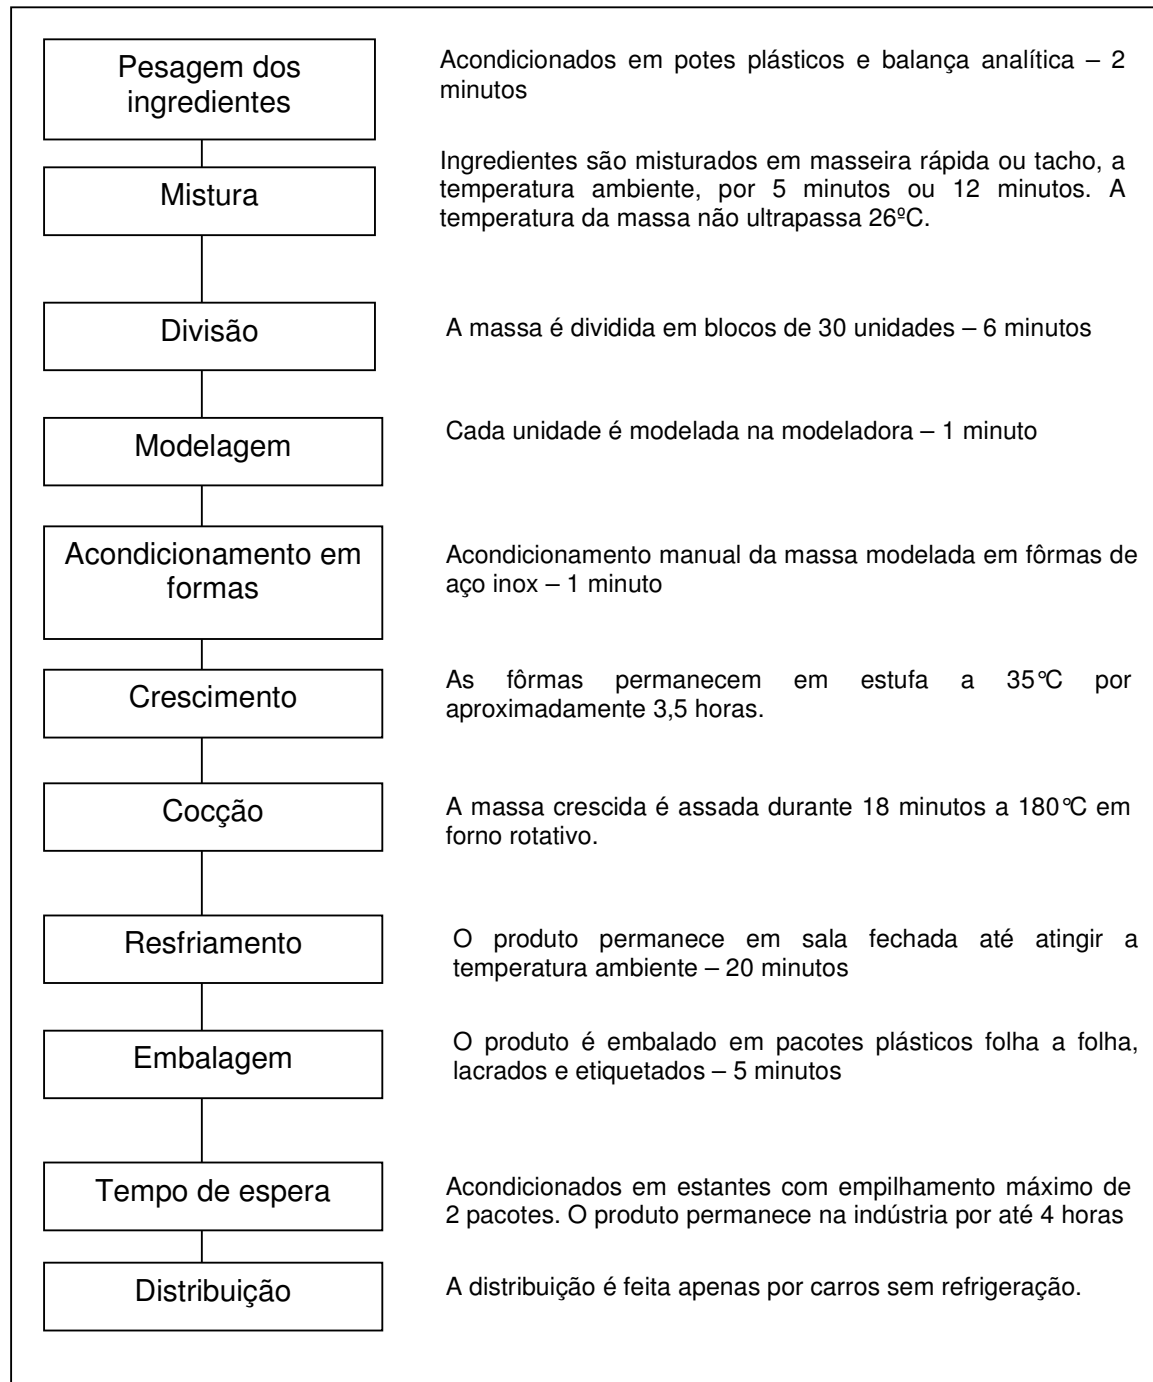 Pesagem dos
ingredientes
Acondicionados em potes plásticos e balança analítica – 2
minutos
Mistura
Ingredientes são misturados em masseira rápida ou tacho, a
temperatura ambiente, por 5 minutos ou 12 minutos. A
temperatura da massa não ultrapassa 26ºC.
Divisão
A massa é dividida em blocos de 30 unidades – 6 minutos
Modelagem
Cada unidade é modelada na modeladora – 1 minuto
Acondicionamento em
formas
Acondicionamento manual da massa modelada em fôrmas de
aço inox – 1 minuto
Crescimento
As fôrmas permanecem em estufa a 35°C por
aproximadamente 3,5 horas.
Cocção
A massa crescida é assada durante 18 minutos a 180°C em
forno rotativo.
Resfriamento
O produto permanece em sala fechada até atingir a
temperatura ambiente – 20 minutos
Embalagem
O produto é embalado em pacotes plásticos folha a folha,
lacrados e etiquetados – 5 minutos
Tempo de espera
Acondicionados em estantes com empilhamento máximo de
2 pacotes. O produto permanece na indústria por até 4 horas
Distribuição
A distribuição é feita apenas por carros sem refrigeração.